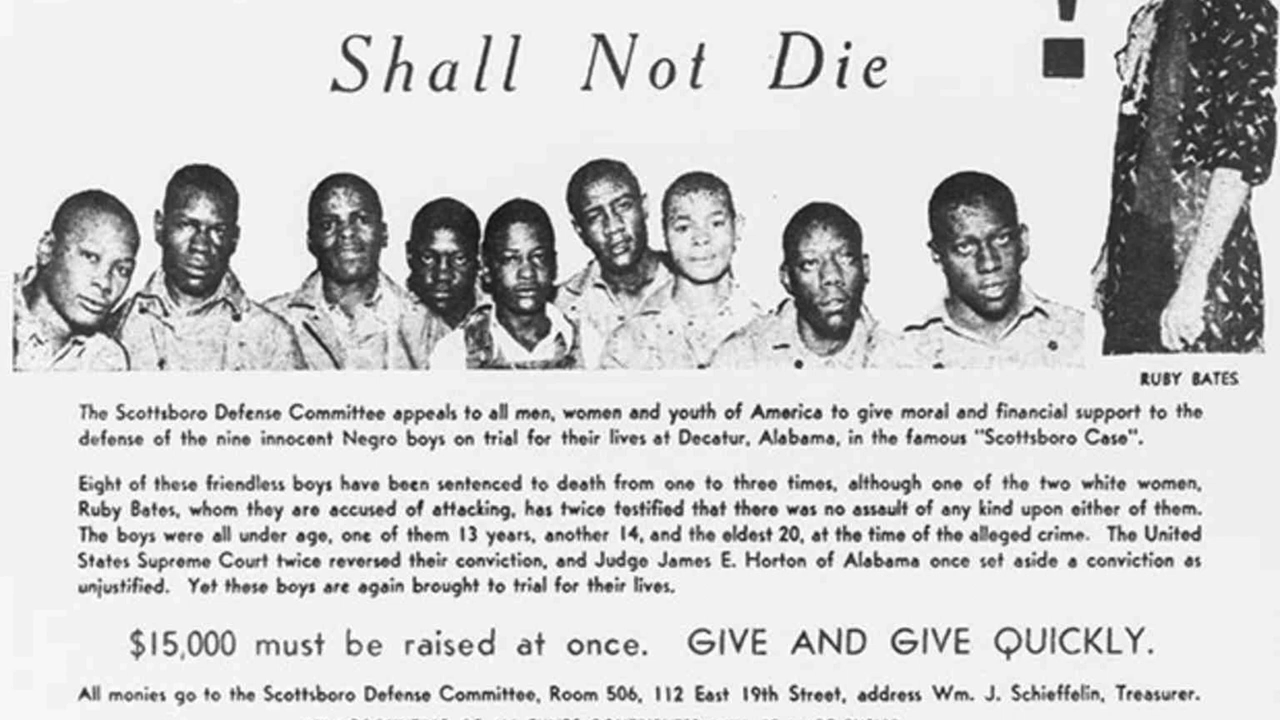 Shall Not Die !
RUBY BATES
The Scottsboro Defense Committee appeals to all men, women and youth of America to give moral and financial support to the
defense of the nine innocent Negro boys on trial for their lives at Decatur, Alabama, in the famous "Scottsboro Case".
Eight of these friendless boys have been sentenced to death from one to three times, although one of the two white women,
Ruby Bates, whom they are accused of attacking, has twice testified that there was no assault of any kind upon either of them.
The boys were all under age, one of them 13 years, another 14, and the eldest 20, at the time of the alleged crime. The United
States Supreme Court twice reversed their conviction, and Judge James E. Horton of Alabama once set aside a conviction as
unjustified. Yet these boys are again brought to trial for their lives.
$15,000 must be raised at once. GIVE AND GIVE QUICKLY.
All monies go to the Scottsboro Defense Committee, Room 506, 112 East 19th Street, address Wm. J. Schieffelin, Treasurer.